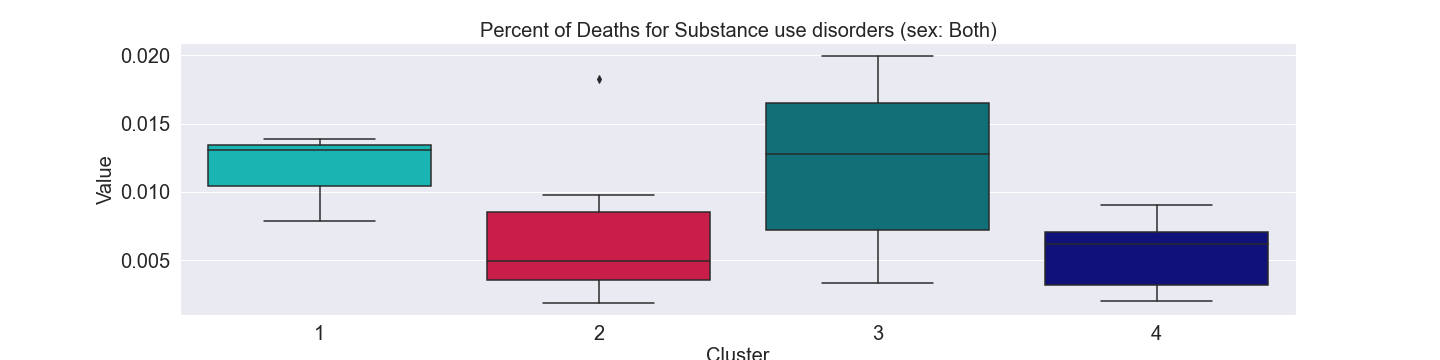 Percent of Deaths for Substance use disorders (sex: Both)
0.020
0.015
0.010
0.005
Value
1 2 3 4
Cluster